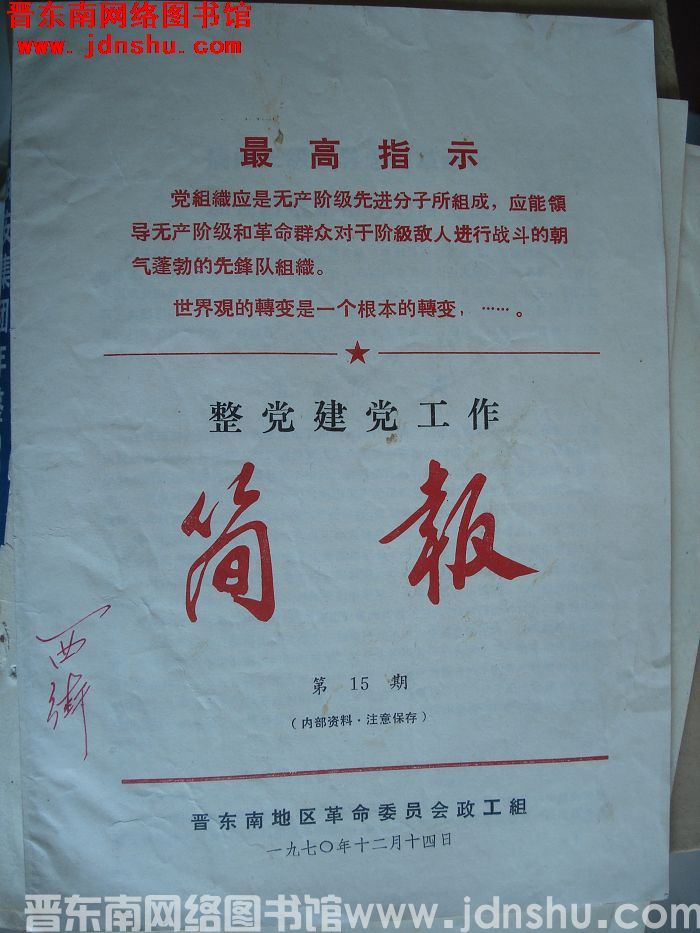 晋东南网络图书馆
www.jdnshu.com
最高指示
党組織应是无产阶级先进分子所組成，应能領
导无产阶级和革命群众对于阶級敌人进行战斗的朝
气蓬勃的先鋒队組織。
世界观的轉变是一个根本的轉变，……。
整党建党工作
简报
西街
第 15 期
（内部资料·注意保存）
晋东南地区革命委员会政工組
一九七〇年十二月十四日
晋东南网络图书馆www.jdnshu.com